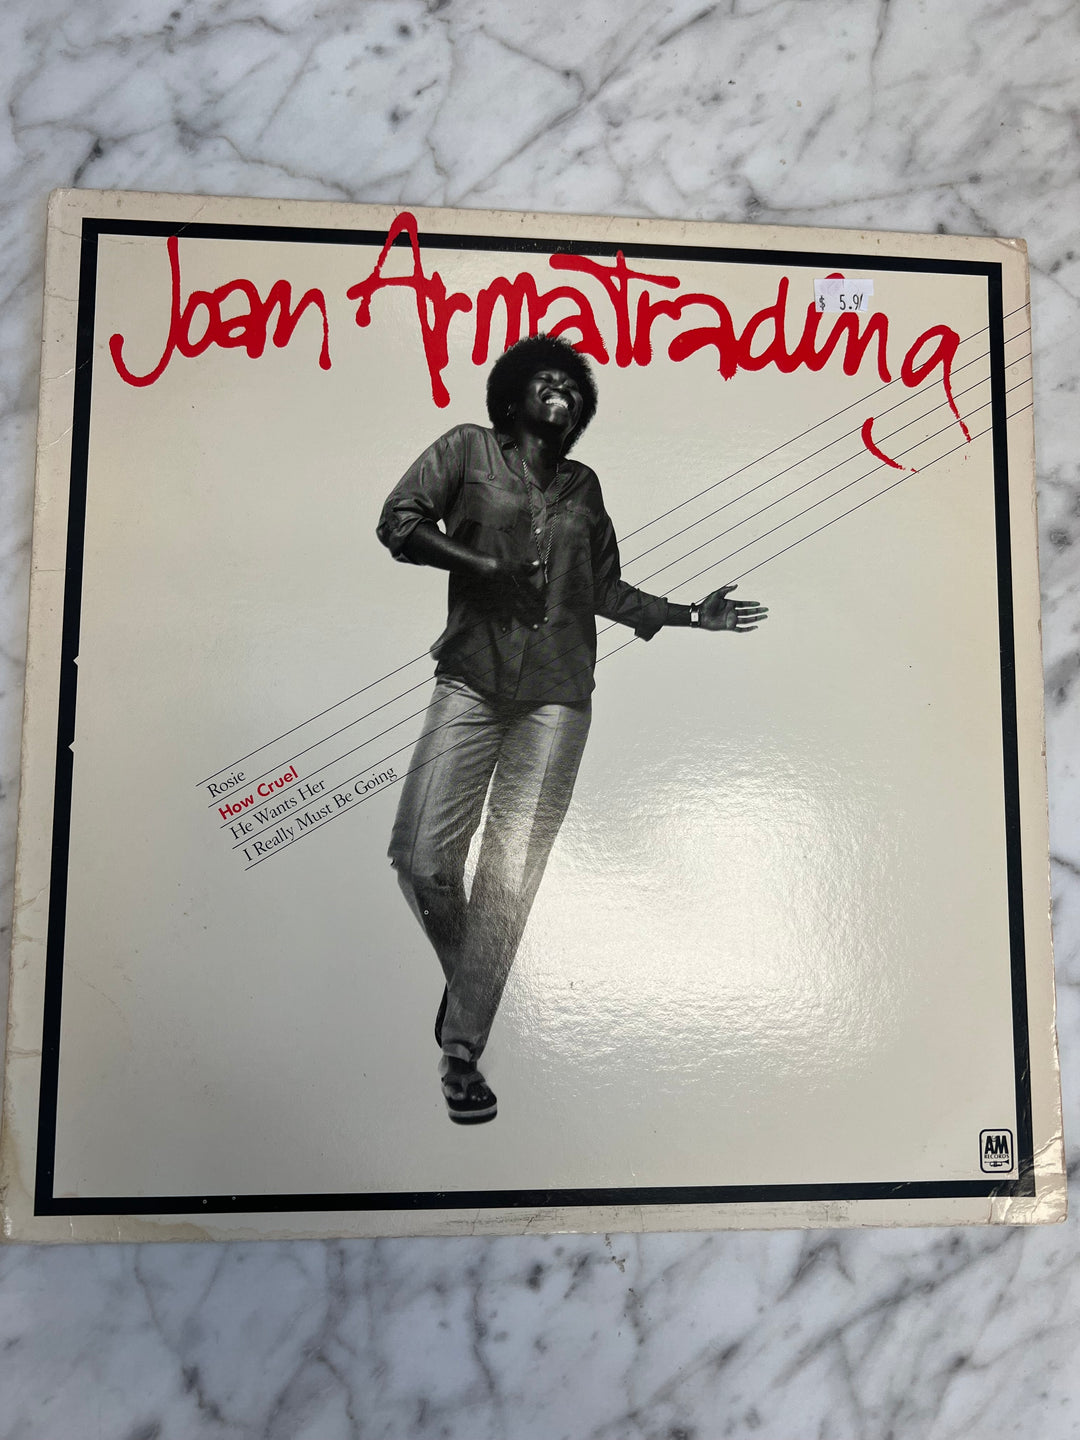 Joan Armatrading
$ 5.9
Rosie
How Cruel
He Wants Her
I Really Must Be Going
A&M
RECORDS